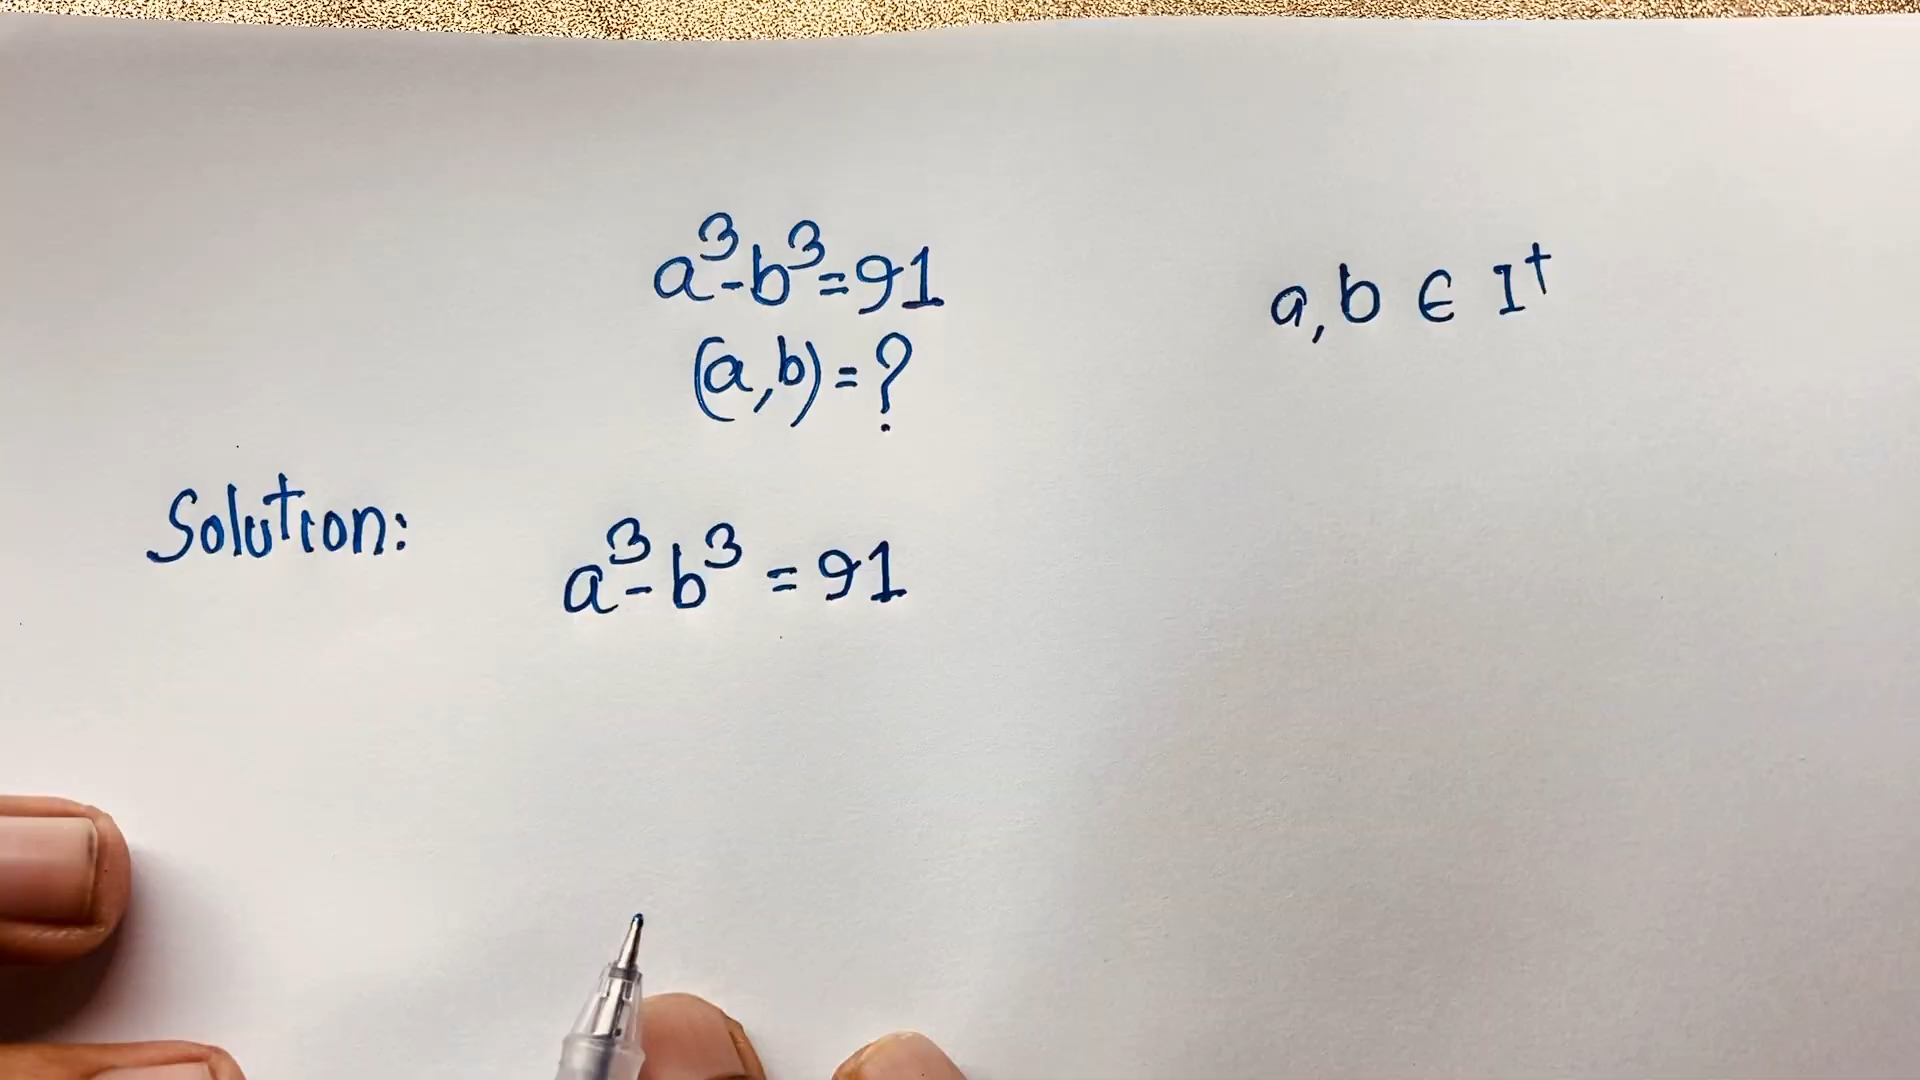 a³-b³=91
a, b ∈ I⁺
(a,b)=?
Solution: a³-b³ = 91